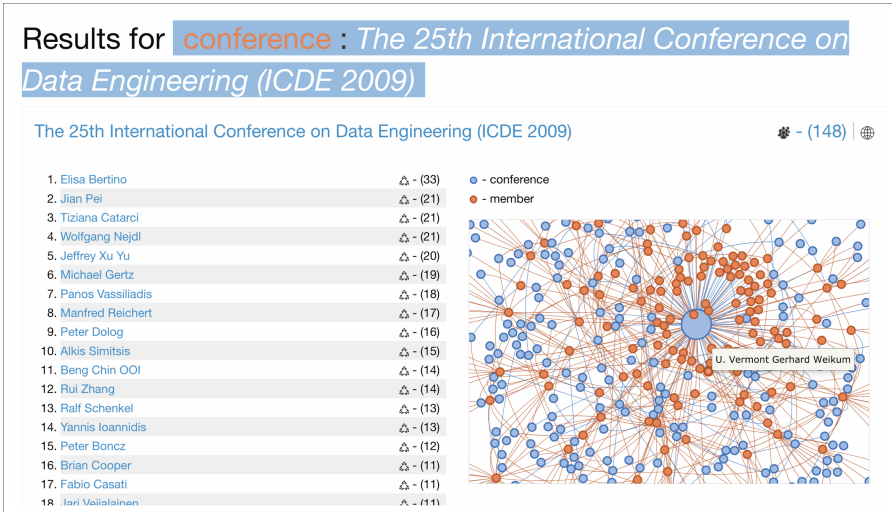 Results for conference : The 25th International Conference on
Data Engineering (ICDE 2009)
The 25th International Conference on Data Engineering (ICDE 2009)
- (148)
1. Elisa Bertino - (33)
2. Jian Pei - (21)
3. Tiziana Catarci - (21)
4. Wolfgang Nejdl - (21)
5. Jeffrey Xu Yu - (20)
6. Michael Gertz - (19)
7. Panos Vassiliadis - (18)
8. Manfred Reichert - (17)
9. Peter Dolog - (16)
10. Alkis Simitsis - (15)
11. Beng Chin OOI - (14)
12. Rui Zhang - (14)
13. Ralf Schenkel - (13)
14. Yannis Ioannidis - (13)
15. Peter Boncz - (12)
16. Brian Cooper - (11)
17. Fabio Casati - (11)
18. Jari Veijalainen - (11)
- conference
- member
U. Vermont Gerhard Weikum